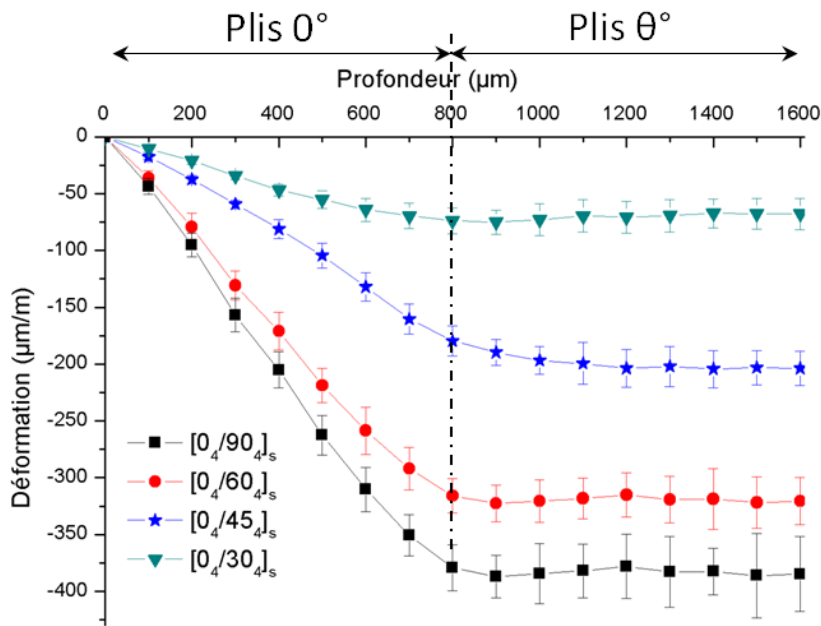 Plis 0° Plis θ°
Profondeur (µm)
0 200 400 600 800 1000 1200 1400 1600
0
-50
-100
-150
-200
-250
-300
-350
-400
Déformation (µm/m)
[0₄/90₄]ₛ
[0₄/60₄]ₛ
[0₄/45₄]ₛ
[0₄/30₄]ₛ